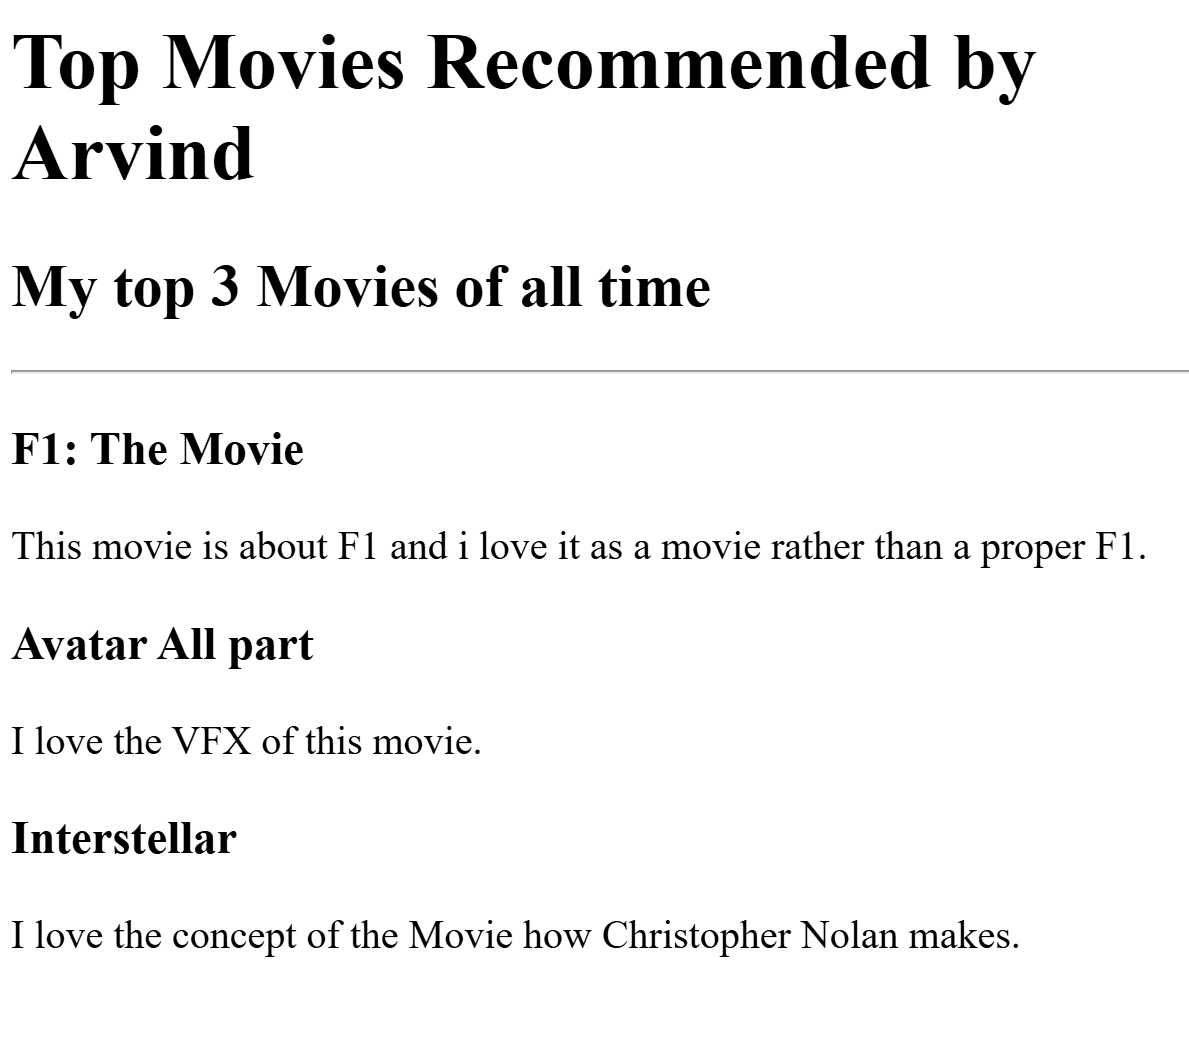 Top Movies Recommended by
Arvind
My top 3 Movies of all time
F1: The Movie
This movie is about F1 and i love it as a movie rather than a proper F1.
Avatar All part
I love the VFX of this movie.
Interstellar
I love the concept of the Movie how Christopher Nolan makes.